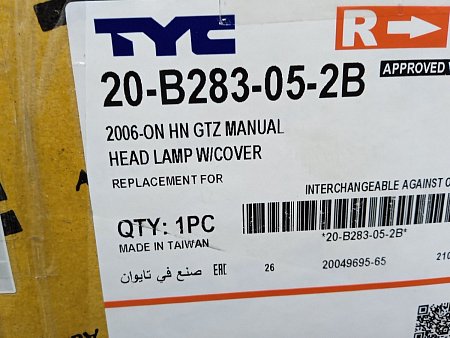 TYC
R
APPROVED
20-B283-05-2B
2006-ON HN GTZ MANUAL
HEAD LAMP W/COVER
REPLACEMENT FOR
INTERCHANGEABLE AGAINST
QTY: 1PC
*20-B283-05-2B*
MADE IN TAIWAN
صنع في تايوان
EAC
26
20049695-65
210